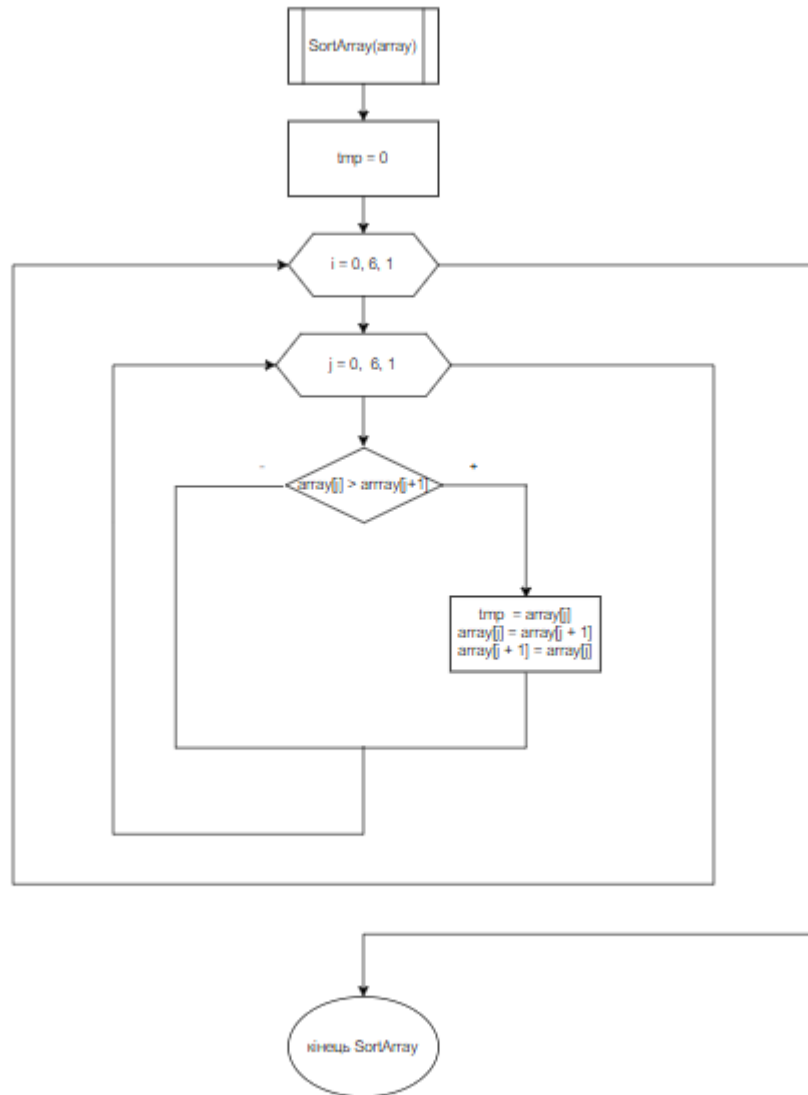 SortArray(array)
tmp = 0
i = 0, 6, 1
j = 0, 6, 1
-
+
array[j] > arrray[j+1]
tmp = array[j]
array[j] = array[j + 1]
array[j + 1] = array[j]
кінець SortArray